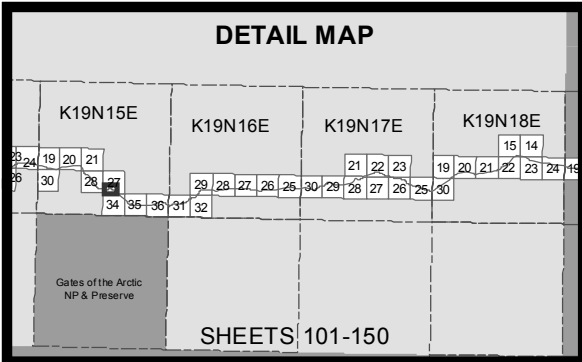 DETAIL MAP
K19N15E K19N16E K19N17E K19N18E
15 14
23 24 19 20 21 21 22 23 19 20 21 22 23 24 19
26 30 28 27 29 28 27 26 25 30 29 28 27 26 25 30
34 35 36 31 32
Gates of the Arctic
NP & Preserve
SHEETS 101-150